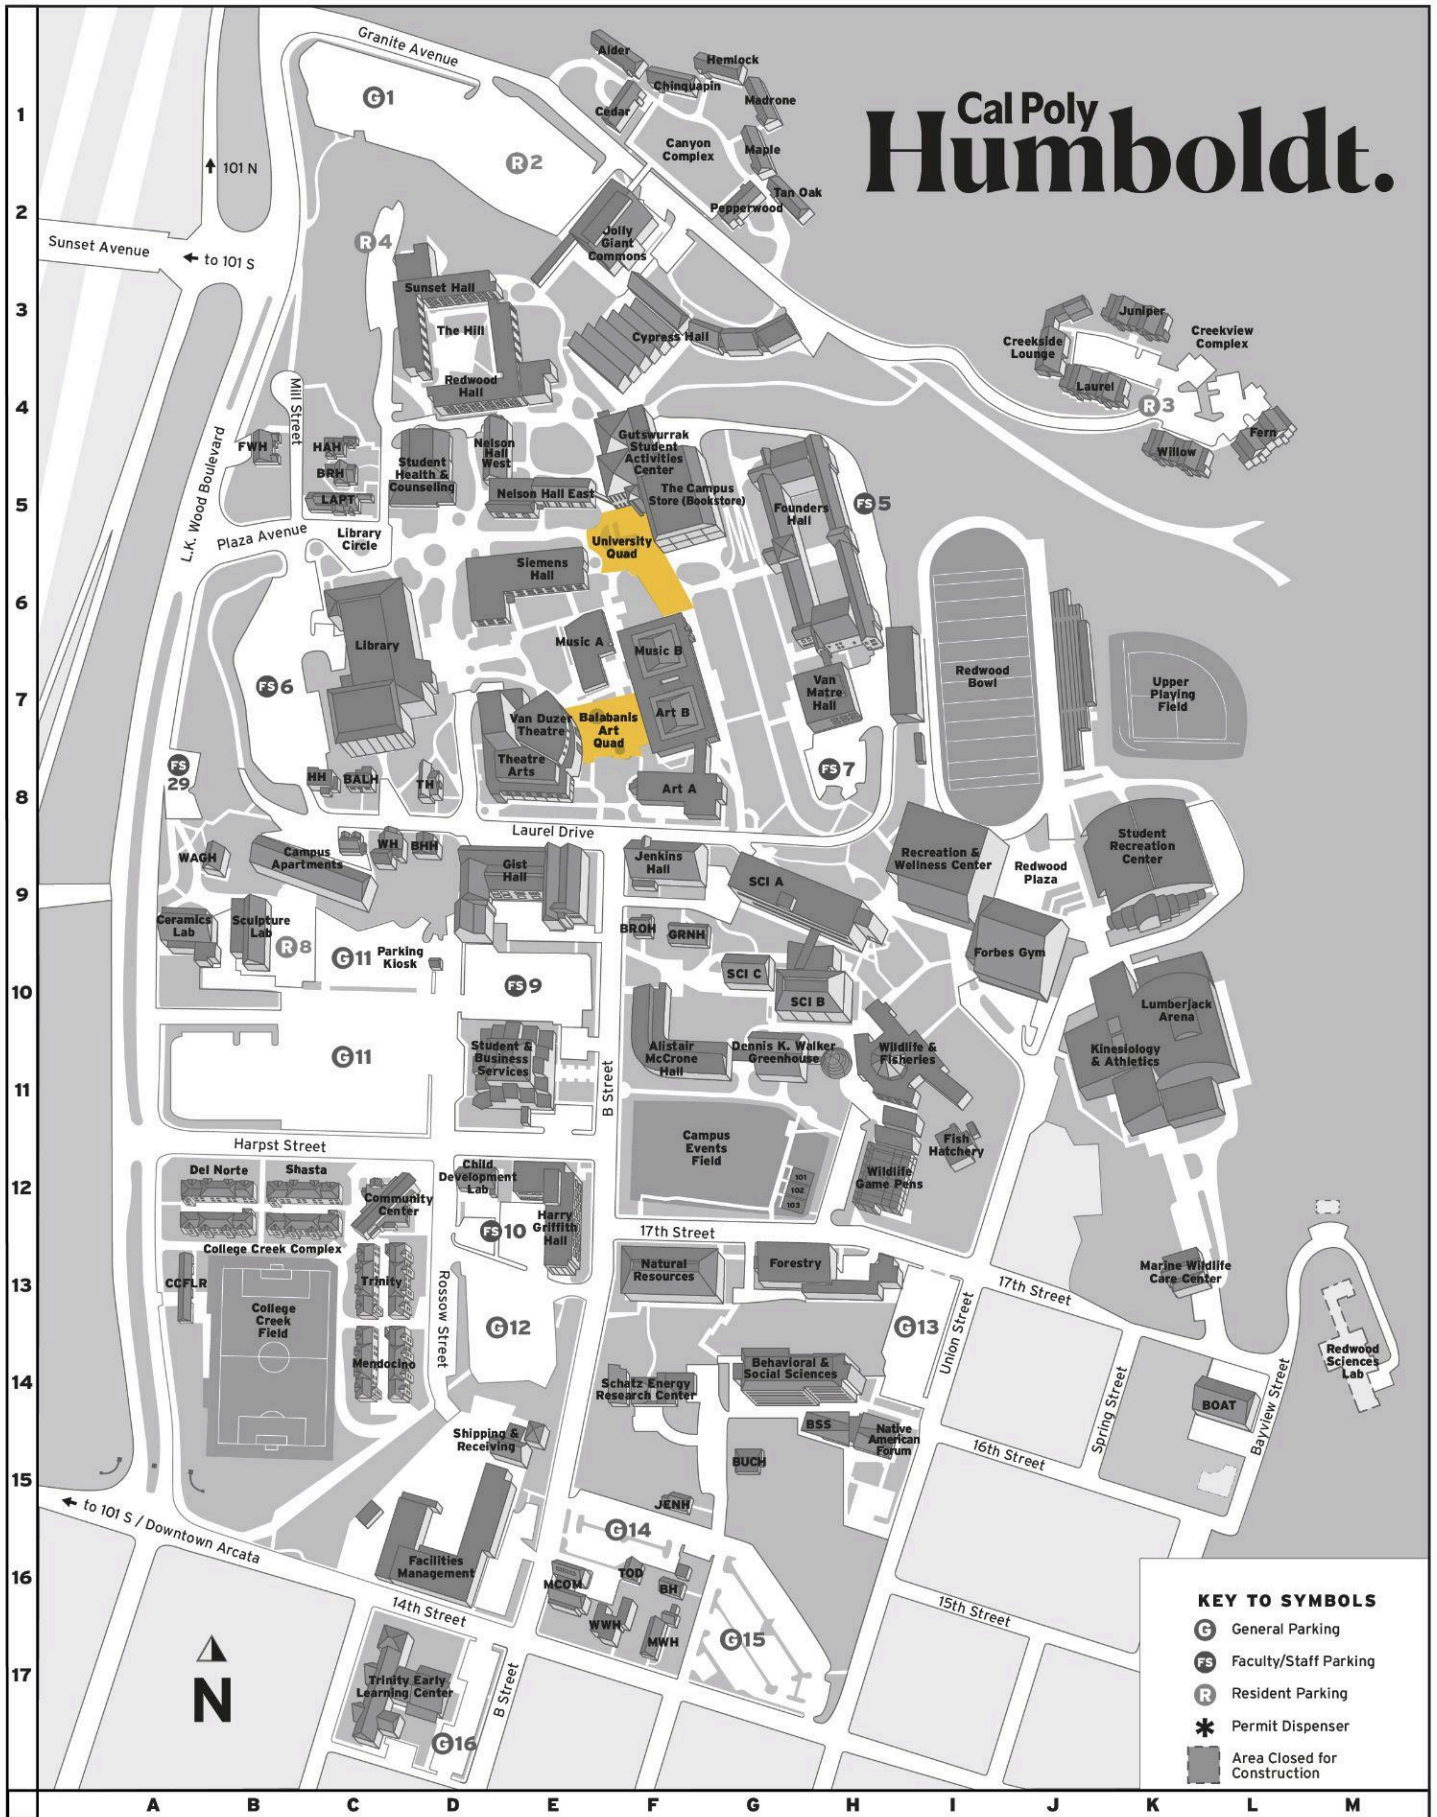 Cal Poly
Humboldt.
Granite Avenue
Alder
Hemlock
Chinquapin
Madrone
Cedar
G1
1
Canyon
Complex
Maple
101 N
R2
Tan Oak
Pepperwood
2
Sunset Avenue
to 101 S
R4
Jolly
Giant
Commons
Sunset Hall
3
The Hill
Cypress Hall
Juniper
Creekside
Lounge
Creekview
Complex
Redwood
Hall
Laurel
R3
4
Mill Street
FWH
HAH
BRH
LAPT
Student
Health &
Counseling
Nelson
Hall
West
Gutswurrak
Student
Activities
Center
Fern
Willow
L.K. Wood Boulevard
Nelson Hall East
The Campus
Store (Bookstore)
Founders
Hall
FS5
5
Plaza Avenue
Library
Circle
University
Quad
Siemens
Hall
6
Library
Music A
Music B
Redwood
Bowl
Upper
Playing
Field
FS6
Van
Matre
Hall
7
Van Duzer
Theatre
Balabanis
Art
Quad
Art B
Theatre
Arts
FS
29
HH
BALH
TH
FS7
Art A
8
Laurel Drive
WAGH
Campus
Apartments
WH
BHH
Gist
Hall
Jenkins
Hall
SCI A
Recreation &
Wellness Center
Redwood
Plaza
Student
Recreation
Center
9
Ceramics
Lab
Sculpture
Lab
R8
G11
Parking
Kiosk
BROH
GRNH
Forbes Gym
SCI C
FS9
SCI B
10
Lumberjack
Arena
G11
Student &
Business
Services
Alistair
McCrone
Hall
Dennis K. Walker
Greenhouse
Wildlife &
Fisheries
Kinesiology
& Athletics
11
B Street
Harpst Street
Campus
Events
Field
Fish
Hatchery
Del Norte
Shasta
Child
Development
Lab
Community
Center
101
102
103
Wildlife
Game Pens
12
Harry
Griffith
Hall
FS10
17th Street
College Creek Complex
CCFLR
Trinity
Natural
Resources
Forestry
Marine Wildlife
Care Center
13
17th Street
College
Creek
Field
Rossow Street
G12
G13
Union Street
Redwood
Sciences
Lab
Mendocino
Schatz Energy
Research Center
Behavioral &
Social Sciences
14
Spring Street
BOAT
Bayview Street
Shipping &
Receiving
BSS
Native
American
Forum
16th Street
BUCH
15
to 101 S / Downtown Arcata
JENH
G14
Facilities
Management
MCOM
TOD
BH
16
14th Street
15th Street
WWH
MWH
G15
Trinity Early
Learning Center
B Street
17
N
G16
KEY TO SYMBOLS
G General Parking
FS Faculty/Staff Parking
R Resident Parking
* Permit Dispenser
Area Closed for
Construction
A B C D E F G H I J K L M